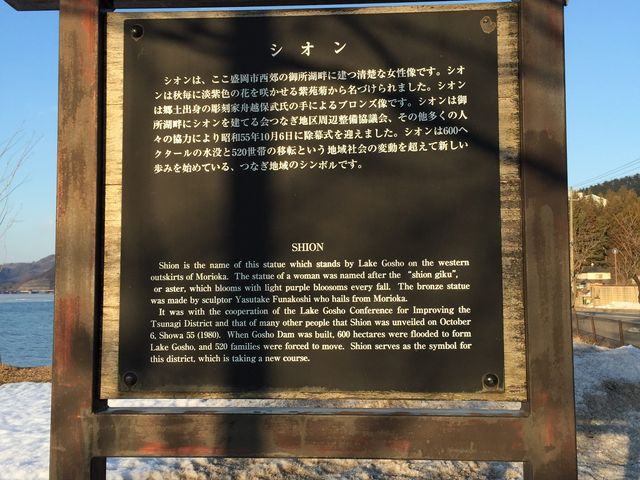 シオン
シオンは、ここ盛岡市西郊の御所湖畔に建つ清楚な女性像です。シオ
ンは秋毎に淡紫色の花を咲かせる紫苑菊から名づけられました。シオン
は郷土出身の彫刻家舟越保武氏の手によるブロンズ像です。シオンは御
所湖畔にシオンを建てる会つなぎ地区周辺整備協議会、その他多くの人
々の協力により昭和55年10月6日に除幕式を迎えました。シオンは600ヘ
クタールの水没と520世帯の移転という地域社会の変動を超えて新しい
歩みを始めている、つなぎ地域のシンボルです。
SHION
Shion is the name of this statue which stands by Lake Gosho on the western
outskirts of Morioka. The statue of a woman was named after the "shion giku",
or aster, which blooms with light purple bloosoms every fall. The bronze statue
was made by sculptor Yasutake Funakoshi who hails from Morioka.
It was with the cooperation of the Lake Gosho Conference for Improving the
Tsunagi District and that of many other people that Shion was unveiled on October
6, Showa 55 (1980). When Gosho Dam was built, 600 hectares were flooded to form
Lake Gosho, and 520 families were forced to move. Shion serves as the symbol for
this district, which is taking a new course.